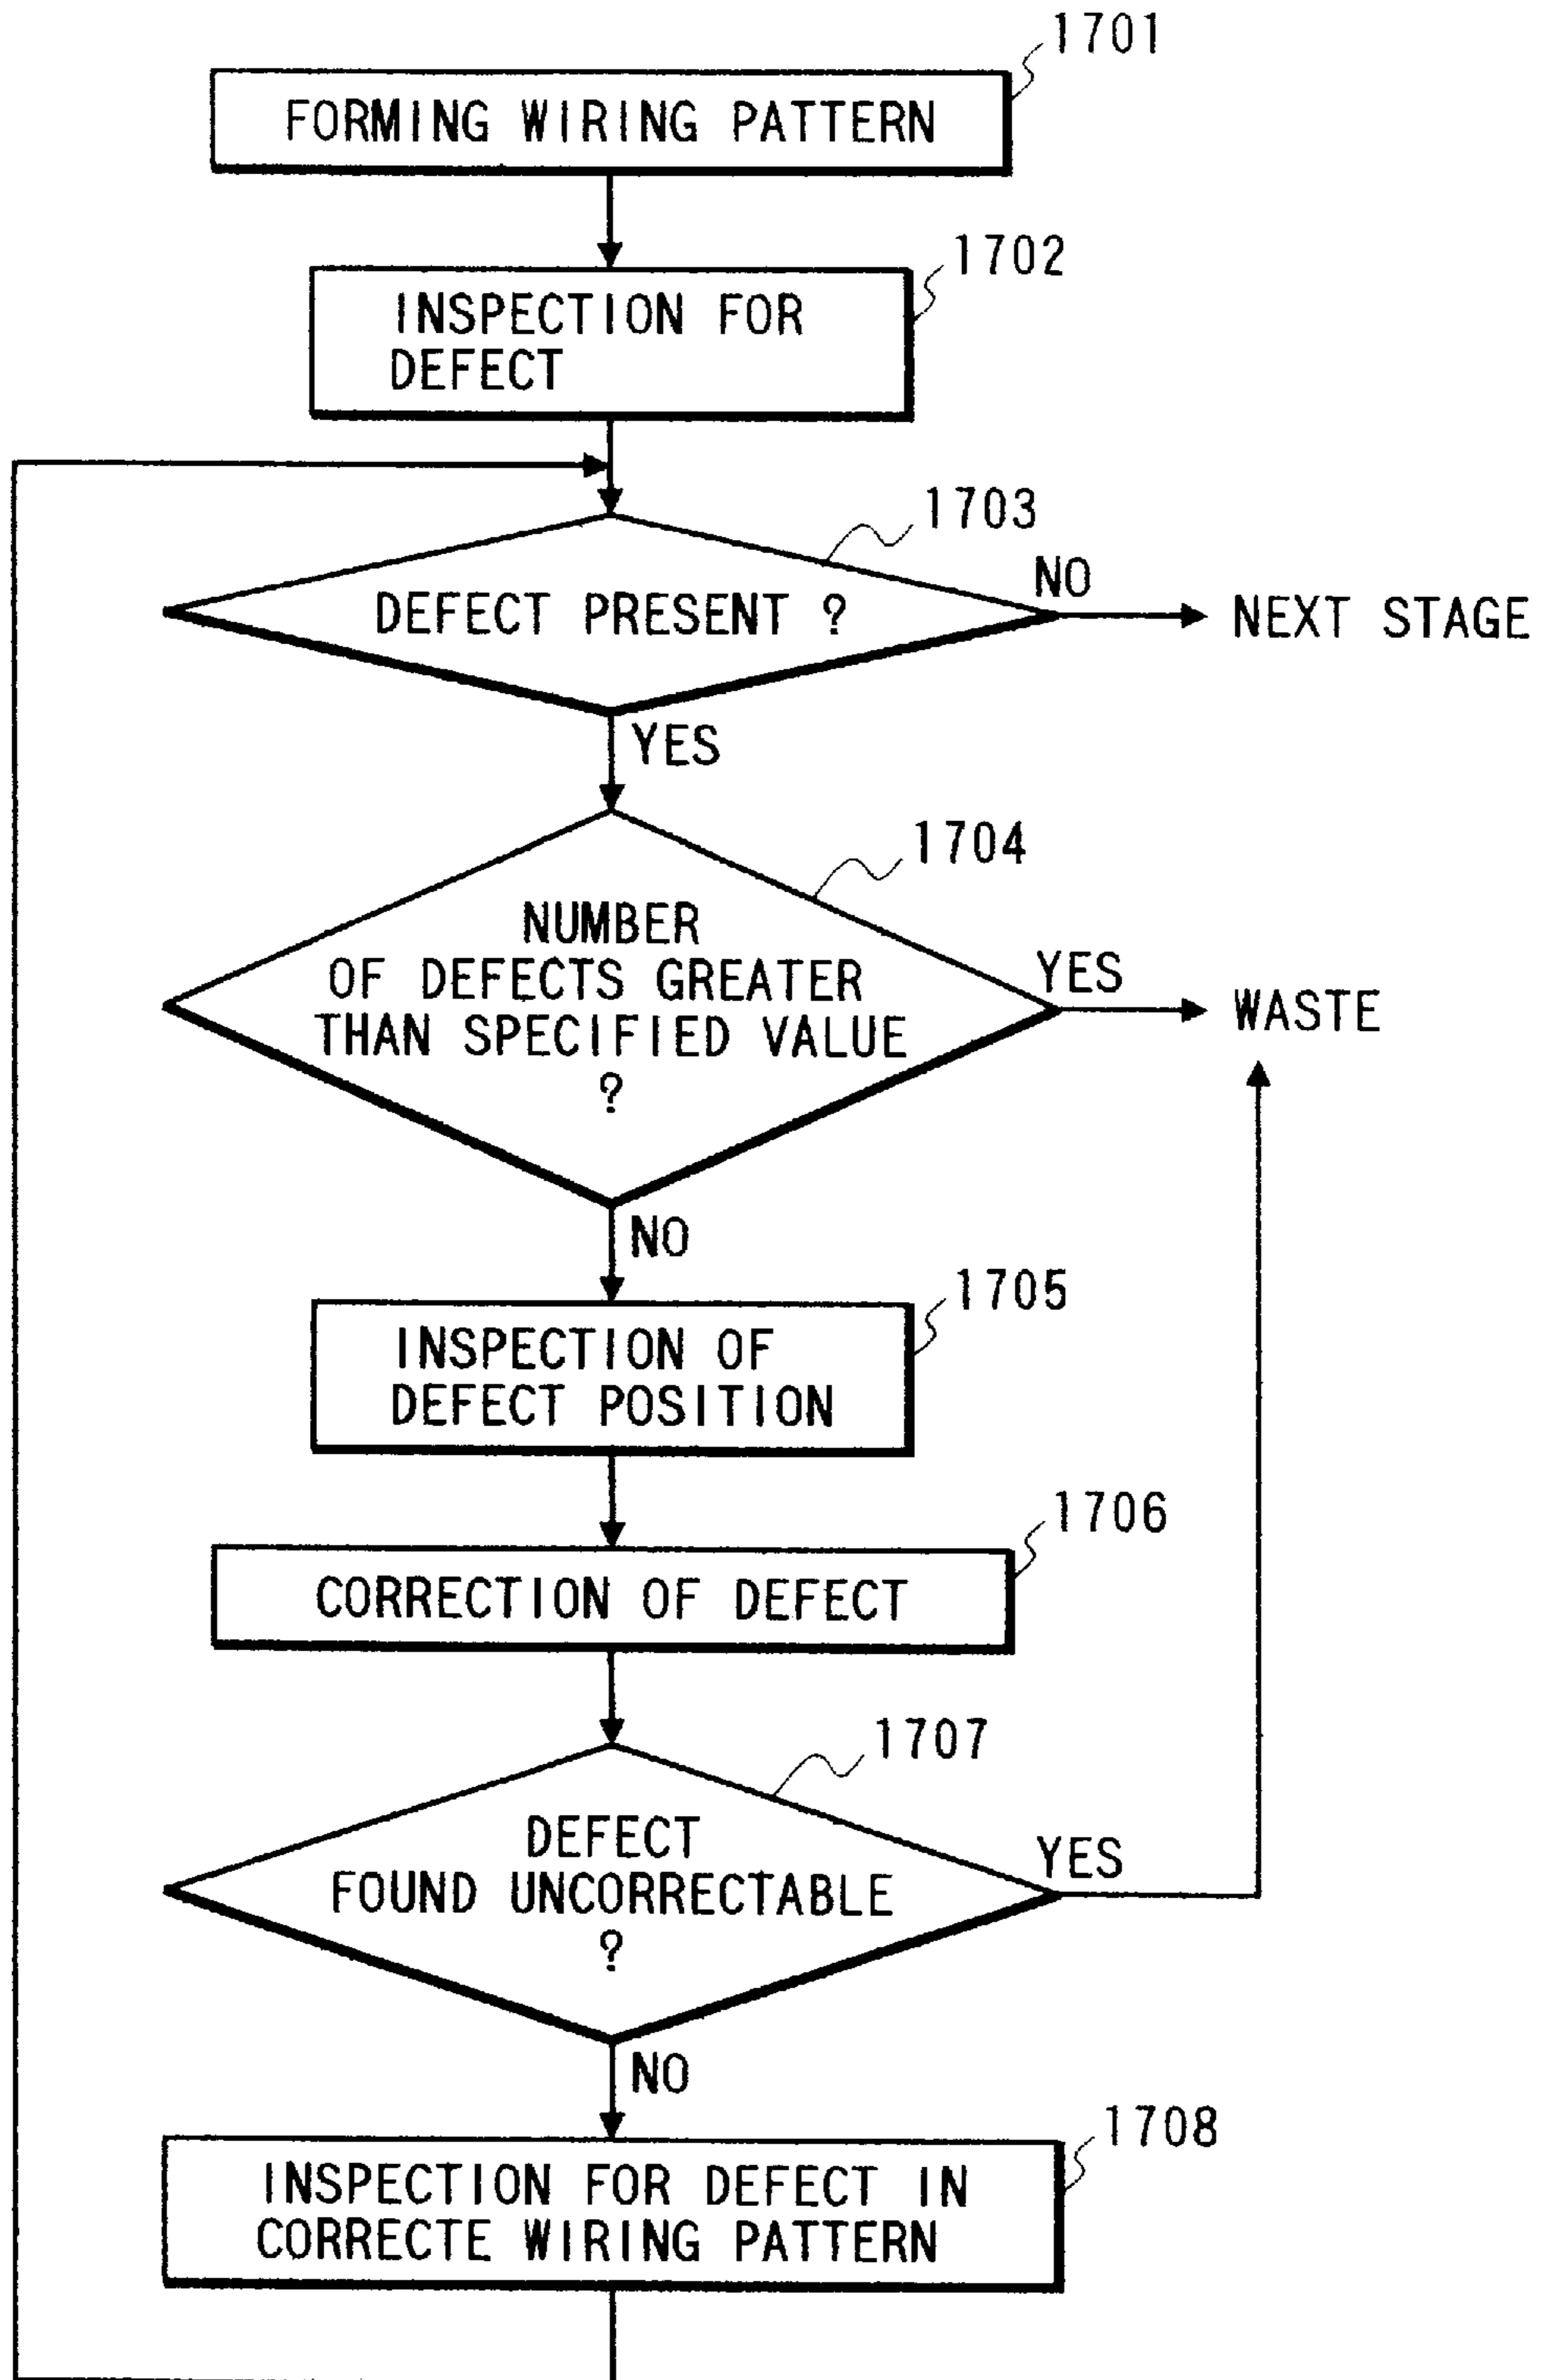 1701
FORMING WIRING PATTERN
1702
INSPECTION FOR
DEFECT
1703
DEFECT PRESENT ?
NO
NEXT STAGE
YES
1704
NUMBER
OF DEFECTS GREATER
THAN SPECIFIED VALUE
?
YES
WASTE
NO
1705
INSPECTION OF
DEFECT POSITION
1706
CORRECTION OF DEFECT
1707
DEFECT
FOUND UNCORRECTABLE
?
YES
NO
1708
INSPECTION FOR DEFECT IN
CORRECTE WIRING PATTERN